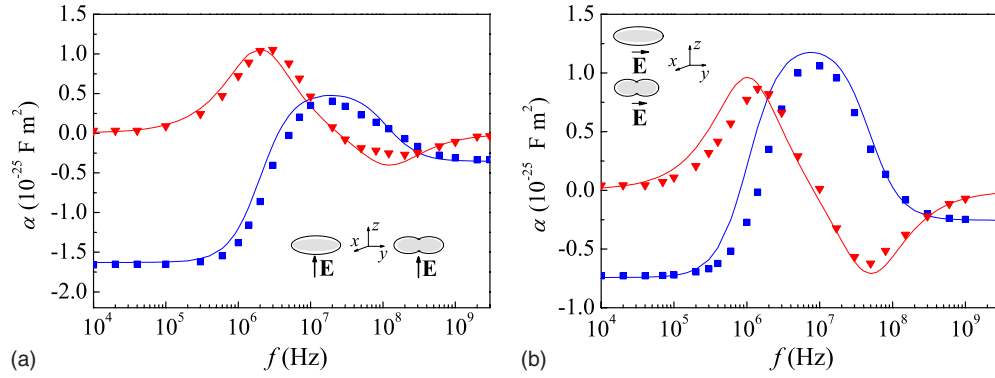 1.5
1.0
0.5
0.0
-0.5
-1.0
-1.5
-2.0
α (10⁻²⁵ F m²)
x z y
E E
10⁴ 10⁵ 10⁶ 10⁷ 10⁸ 10⁹
f (Hz)
(a)
1.5
1.0
0.5
0.0
-0.5
-1.0
α (10⁻²⁵ F m²)
E
x z y
E
10⁴ 10⁵ 10⁶ 10⁷ 10⁸ 10⁹
f (Hz)
(b)